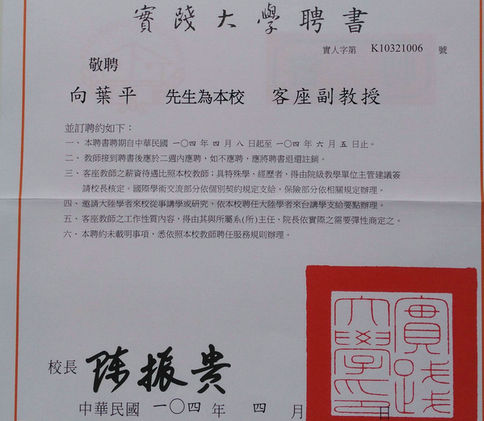 實踐大學聘書
實人字第 K10321006 號
敬聘
向葉平 先生為本校 客座副教授
並訂聘約如下：
一、本聘書聘期自中華民國 一○四 年 四 月 八 日起至 一○四 年 六 月 五 日止。
二、教師接到聘書後應於二週內應聘，如不應聘，應將聘書退還註銷。
三、客座教師之薪資待遇比照本校教師；具特殊學、經歷者，得由院級教學單位主管建議簽
請校長核定。國際學術交流部分依個別契約規定支給，保險部分依相關規定辦理。
四、邀請大陸學者來校從事講學或研究，依本校聘任大陸學者來台講學支給要點辦理。
五、客座教師之工作性質內容，得由其與所屬系(所)主任、院長依實際之需要彈性商定之。
六、本聘約未載明事項，悉依照本校教師聘任服務規則辦理。
校長 陳振貴
中華民國 一○四 年 四 月 日
實踐大學印